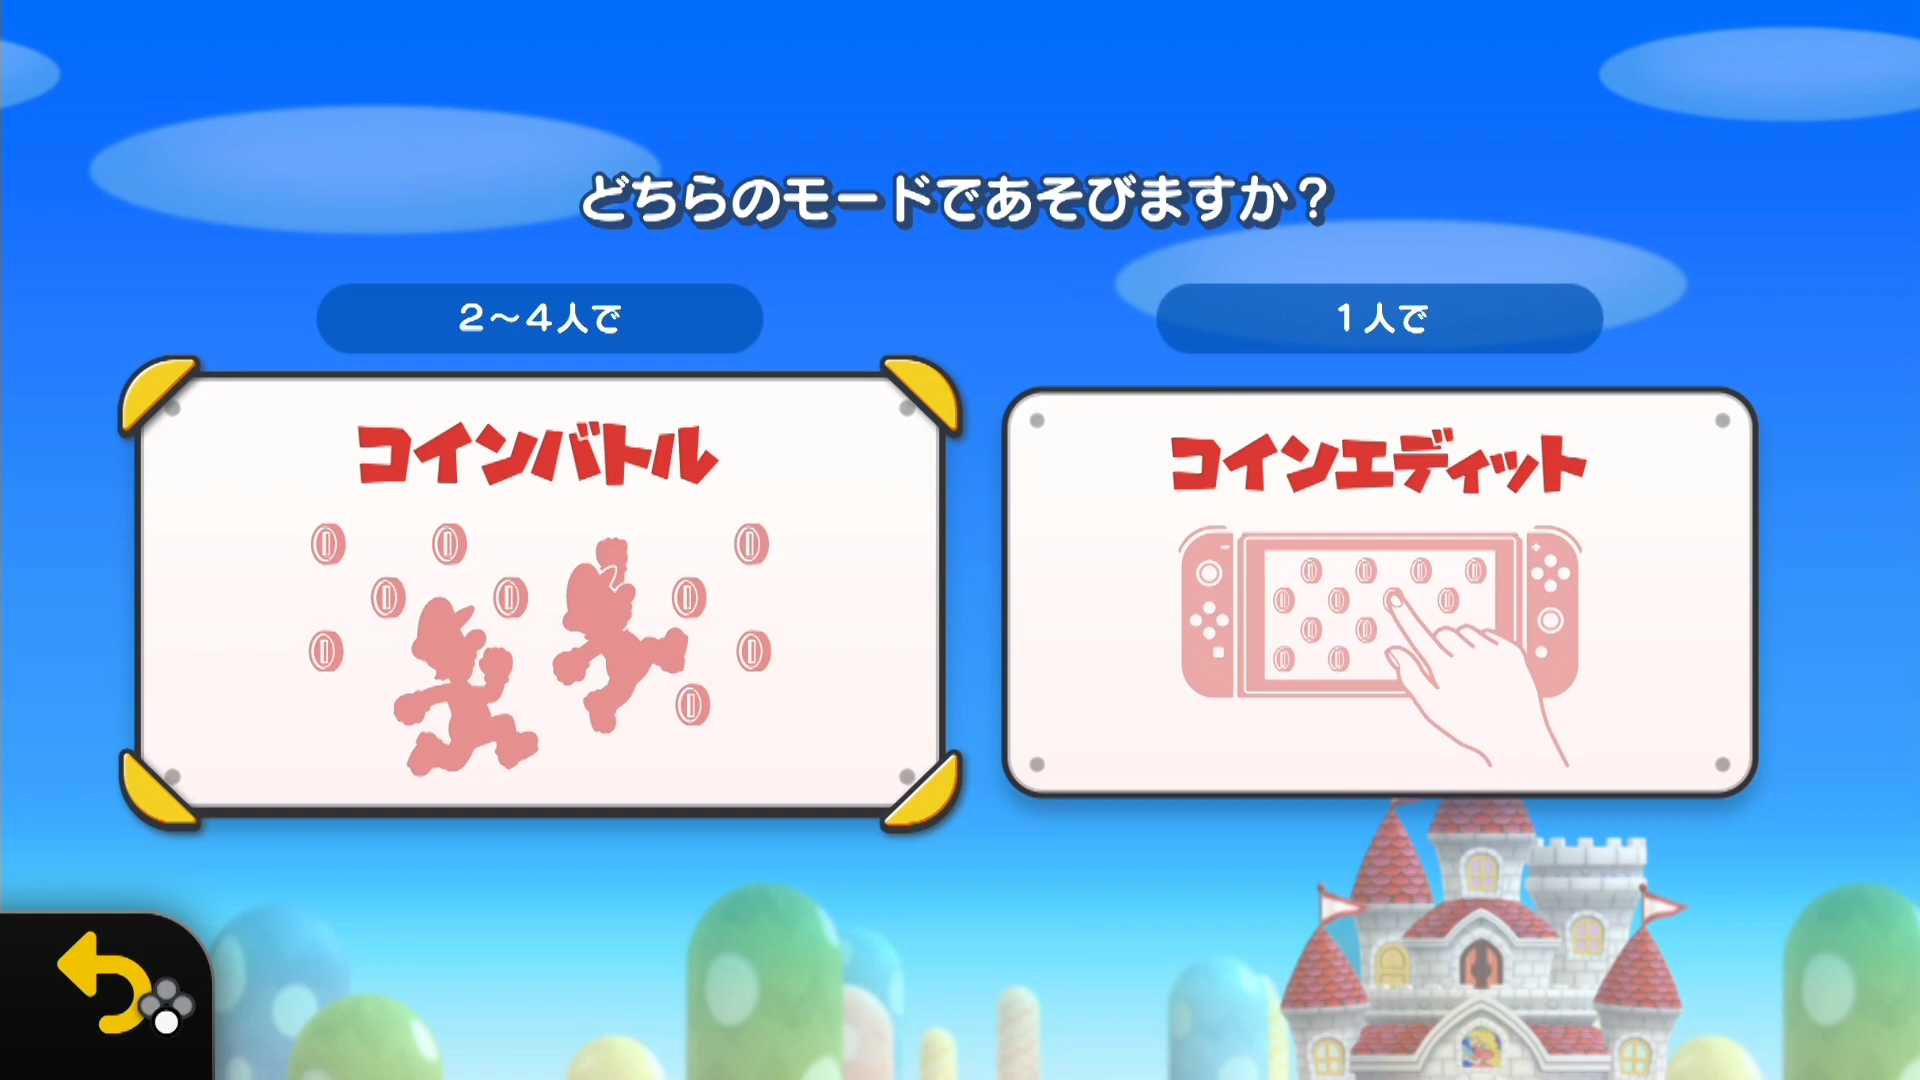 どちらのモードであそびますか？
２～４人で
１人で
コインバトル
コインエディット